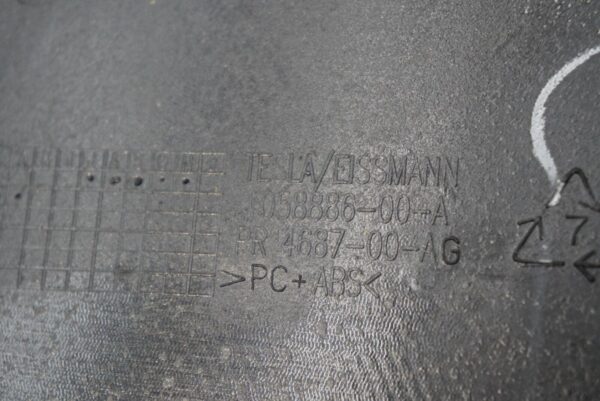 TESLA/EISSMANN
1058886-00-A
PR 4687-00-AG
>PC+ABS<
7